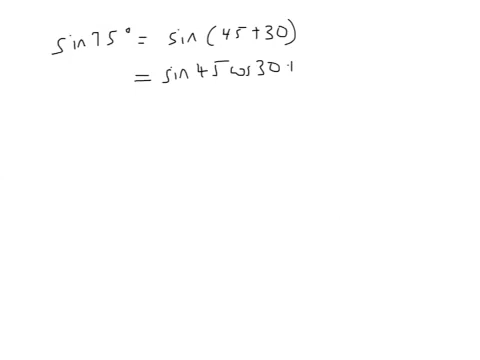 sin 75° = sin (45+30)
= sin 45 cos 30 +